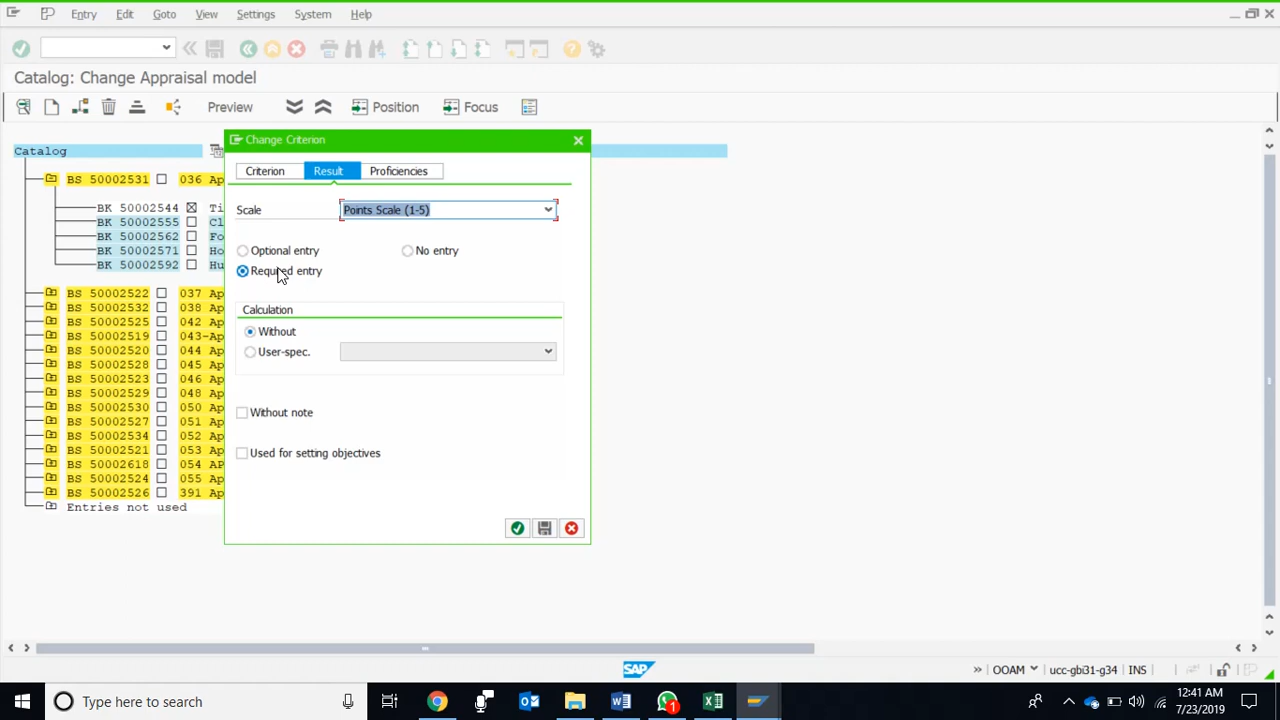 Entry Edit Goto View Settings System Help
Catalog: Change Appraisal model
Preview Position Focus
Catalog
Change Criterion
Criterion Result Proficiencies
Scale Points Scale (1-5)
Optional entry No entry
Required entry
Calculation
Without
User-spec.
Without note
Used for setting objectives
BS 50002531 036 Ap
BK 50002544 Ti
BK 50002555 Cl
BK 50002562 Fo
BK 50002571 Ho
BK 50002592 Hu
BS 50002522 037 Ap
BS 50002532 038 Ap
BS 50002525 042 Ap
BS 50002519 043-Ap
BS 50002520 044 Ap
BS 50002528 045 Ap
BS 50002523 046 Ap
BS 50002529 048 Ap
BS 50002530 050 Ap
BS 50002527 051 Ap
BS 50002534 052 Ap
BS 50002521 053 Ap
BS 50002618 054 AP
BS 50002524 055 Ap
BS 50002526 391 Ap
Entries not used
SAP OOAM ucc-gbi31-g34 INS
Type here to search 1 12:41 AM
7/23/2019